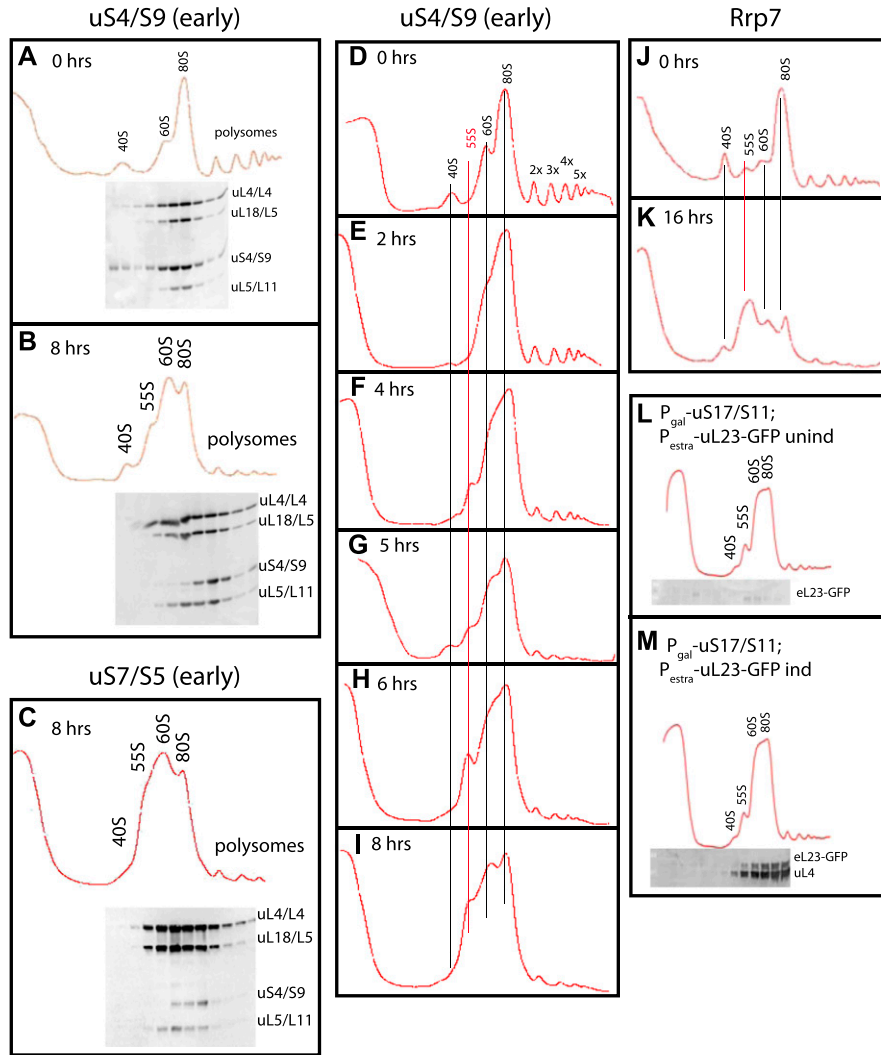 uS4/S9 (early)
A
0 hrs
40S
60S
80S
polysomes
uL4/L4
uL18/L5
uS4/S9
uL5/L11
B
8 hrs
40S
55S
60S
80S
polysomes
uL4/L4
uL18/L5
uS4/S9
uL5/L11
uS7/S5 (early)
C
8 hrs
40S
55S
60S
80S
polysomes
uL4/L4
uL18/L5
uS4/S9
uL5/L11
uS4/S9 (early)
D
0 hrs
40S
55S
60S
80S
2x 3x 4x 5x
E
2 hrs
F
4 hrs
G
5 hrs
H
6 hrs
I
8 hrs
Rrp7
J
0 hrs
40S
55S
60S
80S
K
16 hrs
L
Pgal-uS17/S11;
Pestra-uL23-GFP unind
40S
55S
60S
80S
eL23-GFP
M
Pgal-uS17/S11;
Pestra-uL23-GFP ind
40S
55S
60S
80S
eL23-GFP
uL4